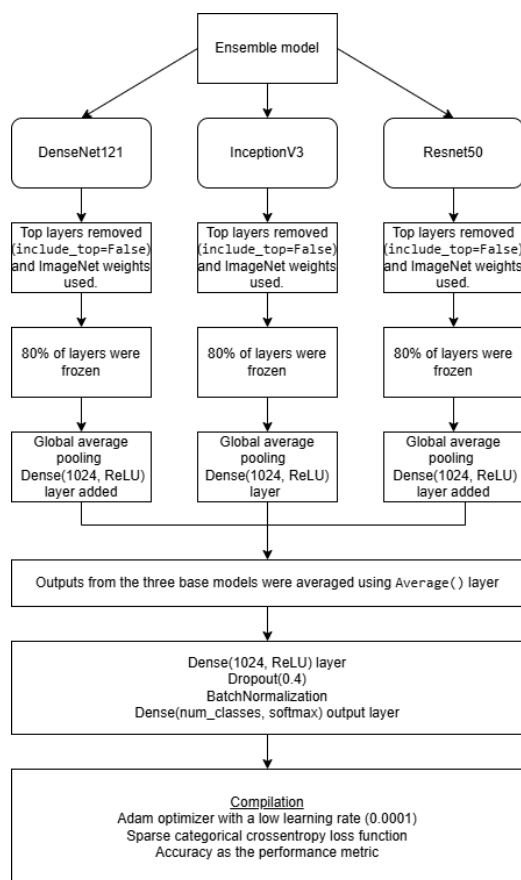 Ensemble model
DenseNet121
InceptionV3
Resnet50
Top layers removed
(include_top=False)
and ImageNet weights
used.
Top layers removed
(include_top=False)
and ImageNet weights
used.
Top layers removed
(include_top=False)
and ImageNet weights
used.
80% of layers were
frozen
80% of layers were
frozen
80% of layers were
frozen
Global average
pooling
Dense(1024, ReLU)
layer added
Global average
pooling
Dense(1024, ReLU)
layer
Global average
pooling
Dense(1024, ReLU)
layer added
Outputs from the three base models were averaged using Average() layer
Dense(1024, ReLU) layer
Dropout(0.4)
BatchNormalization
Dense(num_classes, softmax) output layer
Compilation
Adam optimizer with a low learning rate (0.0001)
Sparse categorical crossentropy loss function
Accuracy as the performance metric